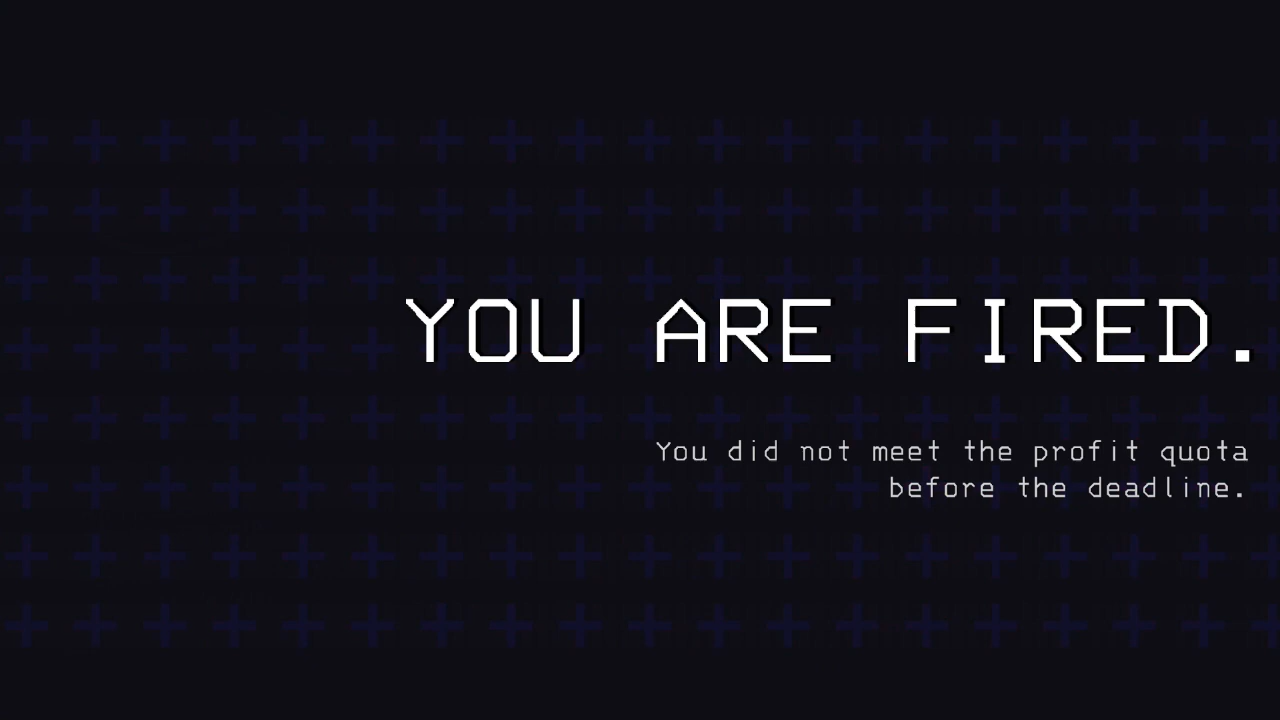 YOU ARE FIRED.
You did not meet the profit quota
before the deadline.